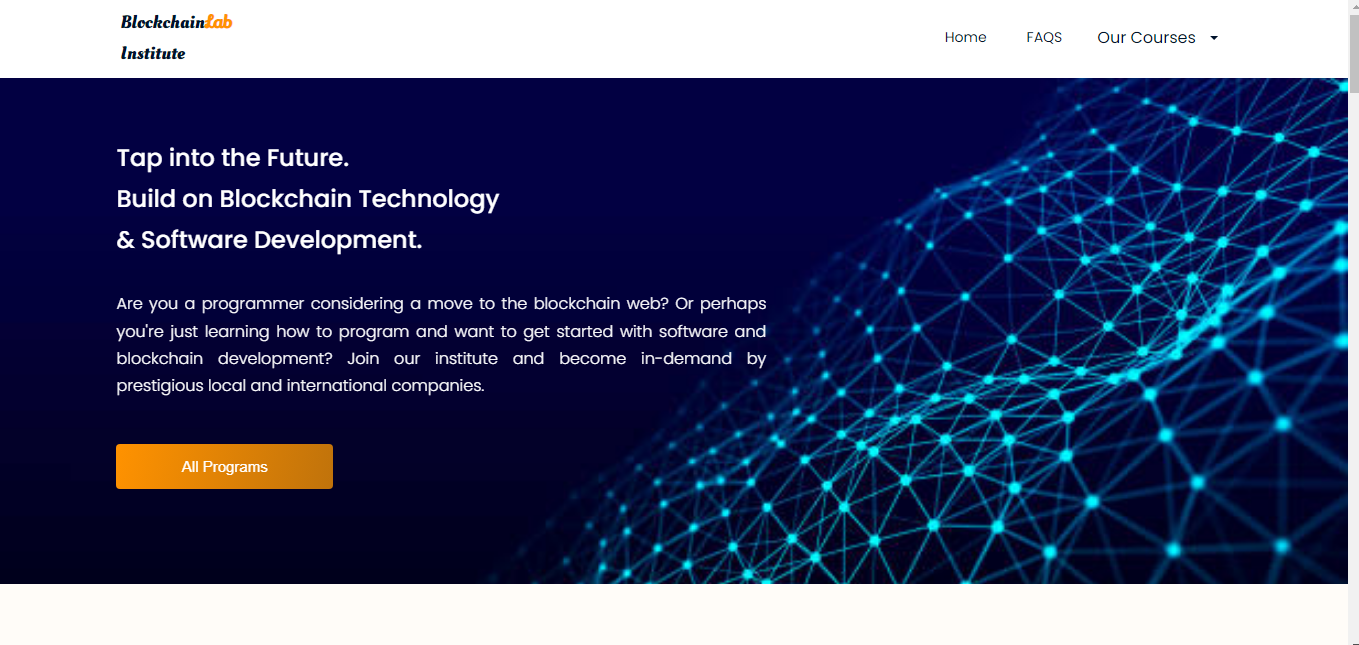 BlockchainLab
Institute
Home
FAQS
Our Courses
Tap into the Future.
Build on Blockchain Technology
& Software Development.
Are you a programmer considering a move to the blockchain web? Or perhaps
you're just learning how to program and want to get started with software and
blockchain development? Join our institute and become in-demand by
prestigious local and international companies.
All Programs